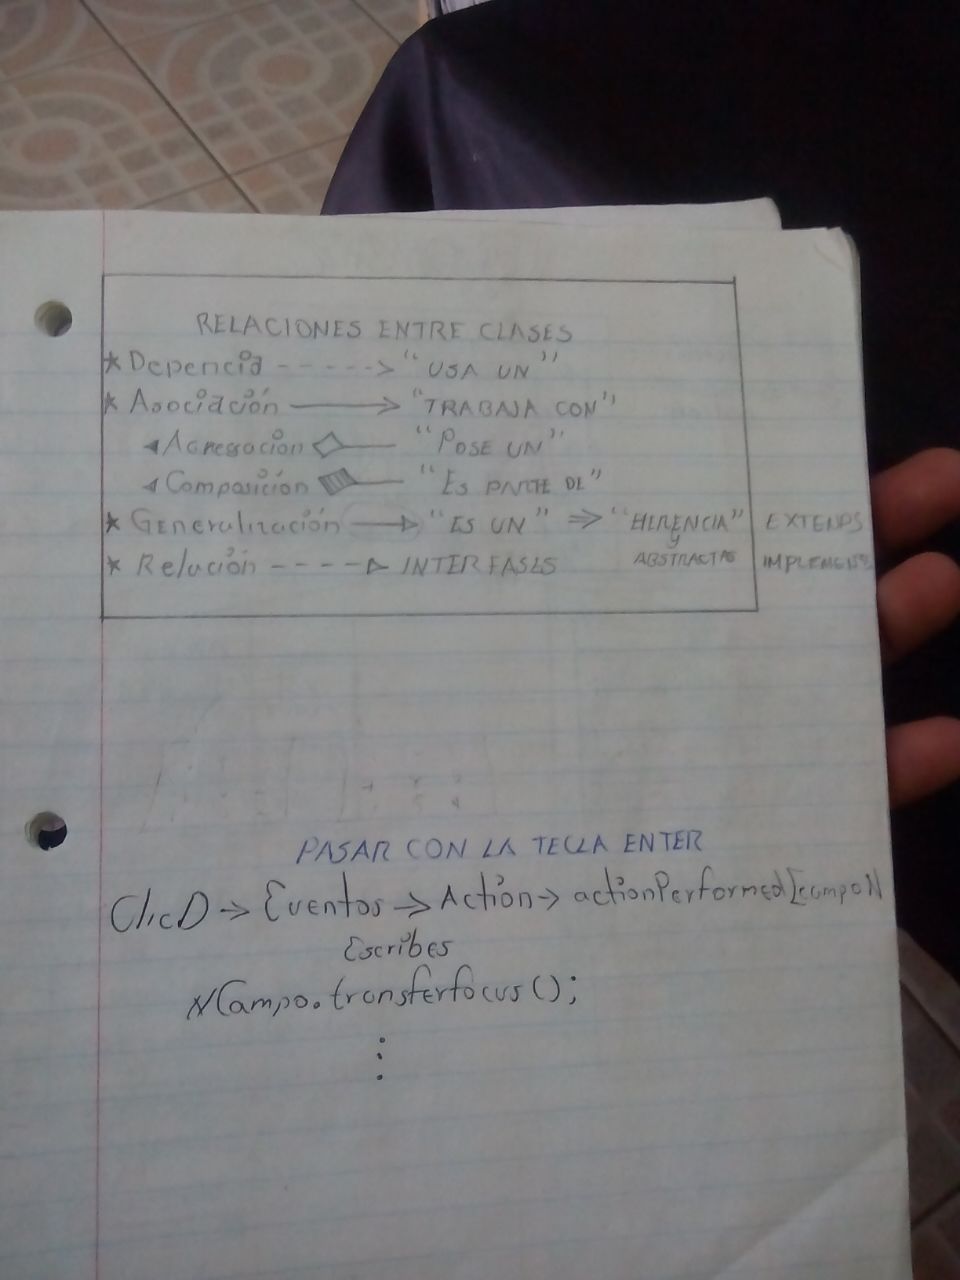 RELACIONES ENTRE CLASES
* Depencia - - - - -> "USA UN"
* Asociación ⟶ "TRABAJA CON"
◂ Agregación ◇— "POSE UN"
◂ Composición — "ES PARTE DE"
* Generalización —▷ "ES UN" ⇒ "HERENCIA" EXTENDS
y
ABSTRACTAS
* Relación - - - -▷ INTERFASES IMPLEMENS
PASAR CON LA TECLA ENTER
ClicD → Eventos → Action → actionPerformed[campoN
Escribes
NCampo.transferfocus();
⋮